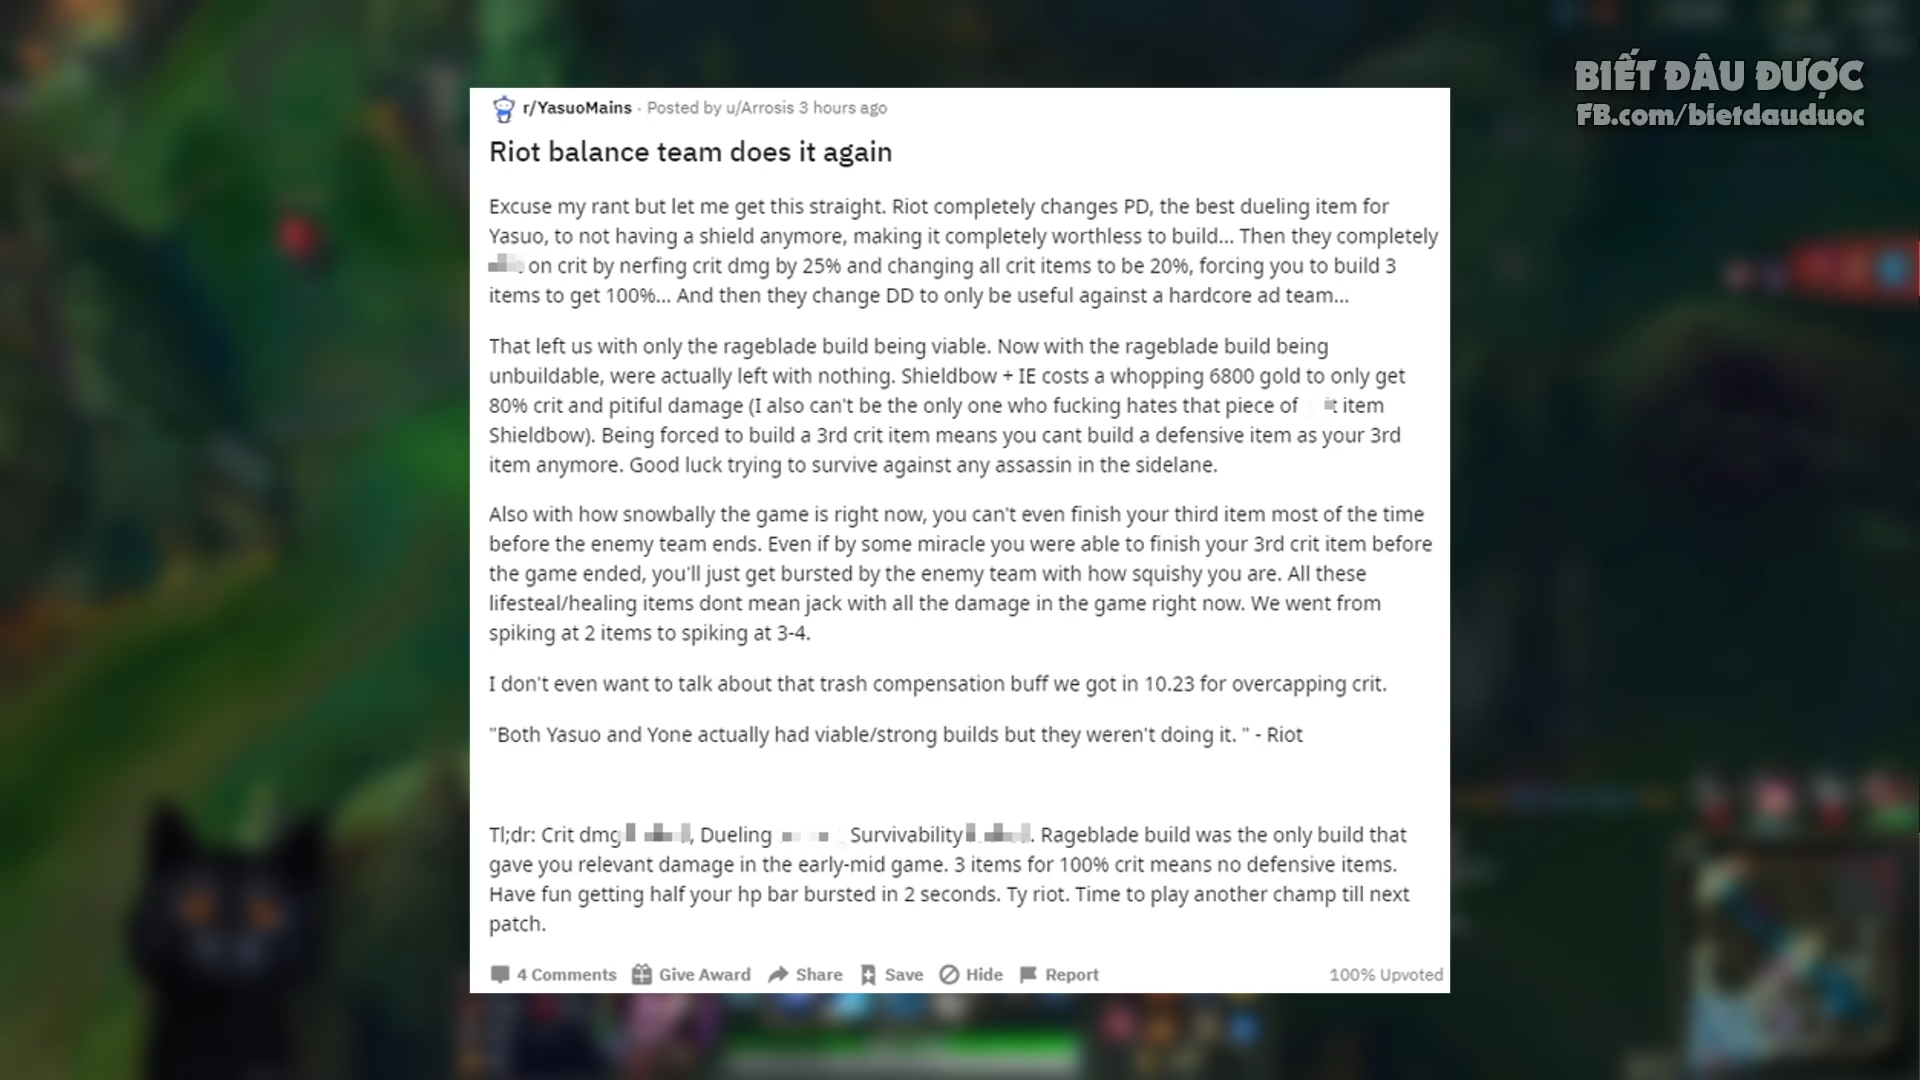 BIẾT ĐÂU ĐƯỢC
FB.com/bietdauduoc
r/YasuoMains · Posted by u/Arrosis 3 hours ago
Riot balance team does it again
Excuse my rant but let me get this straight. Riot completely changes PD, the best dueling item for
Yasuo, to not having a shield anymore, making it completely worthless to build... Then they completely
on crit by nerfing crit dmg by 25% and changing all crit items to be 20%, forcing you to build 3
items to get 100%... And then they change DD to only be useful against a hardcore ad team...
That left us with only the rageblade build being viable. Now with the rageblade build being
unbuildable, were actually left with nothing. Shieldbow + IE costs a whopping 6800 gold to only get
80% crit and pitiful damage (I also can't be the only one who fucking hates that piece of item
Shieldbow). Being forced to build a 3rd crit item means you cant build a defensive item as your 3rd
item anymore. Good luck trying to survive against any assassin in the sidelane.
Also with how snowbally the game is right now, you can't even finish your third item most of the time
before the enemy team ends. Even if by some miracle you were able to finish your 3rd crit item before
the game ended, you'll just get bursted by the enemy team with how squishy you are. All these
lifesteal/healing items dont mean jack with all the damage in the game right now. We went from
spiking at 2 items to spiking at 3-4.
I don't even want to talk about that trash compensation buff we got in 10.23 for overcapping crit.
"Both Yasuo and Yone actually had viable/strong builds but they weren't doing it. " - Riot
Tl;dr: Crit dmg , Dueling Survivability . Rageblade build was the only build that
gave you relevant damage in the early-mid game. 3 items for 100% crit means no defensive items.
Have fun getting half your hp bar bursted in 2 seconds. Ty riot. Time to play another champ till next
patch.
4 Comments Give Award Share Save Hide Report 100% Upvoted